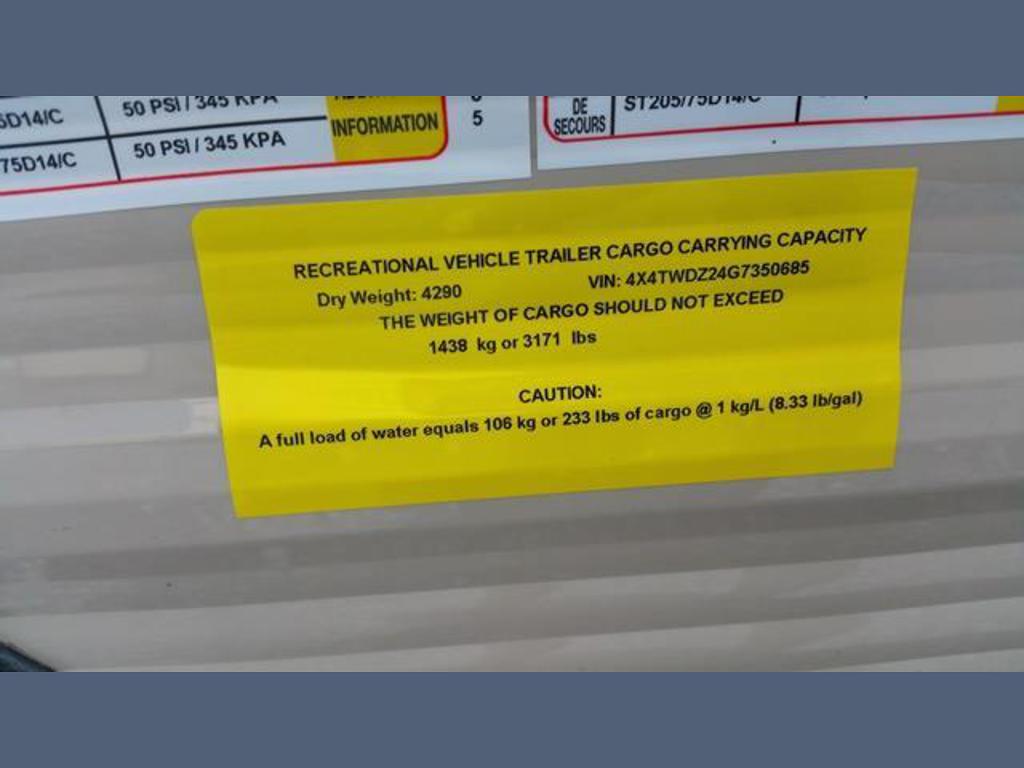 5D14/C 50 PSI / 345 KPA
INFORMATION 5
75D14/C 50 PSI / 345 KPA
DE ST205/75D14/C
SECOURS
RECREATIONAL VEHICLE TRAILER CARGO CARRYING CAPACITY
Dry Weight: 4290 VIN: 4X4TWDZ24G7350685
THE WEIGHT OF CARGO SHOULD NOT EXCEED
1438 kg or 3171 lbs
CAUTION:
A full load of water equals 106 kg or 233 lbs of cargo @ 1 kg/L (8.33 lb/gal)